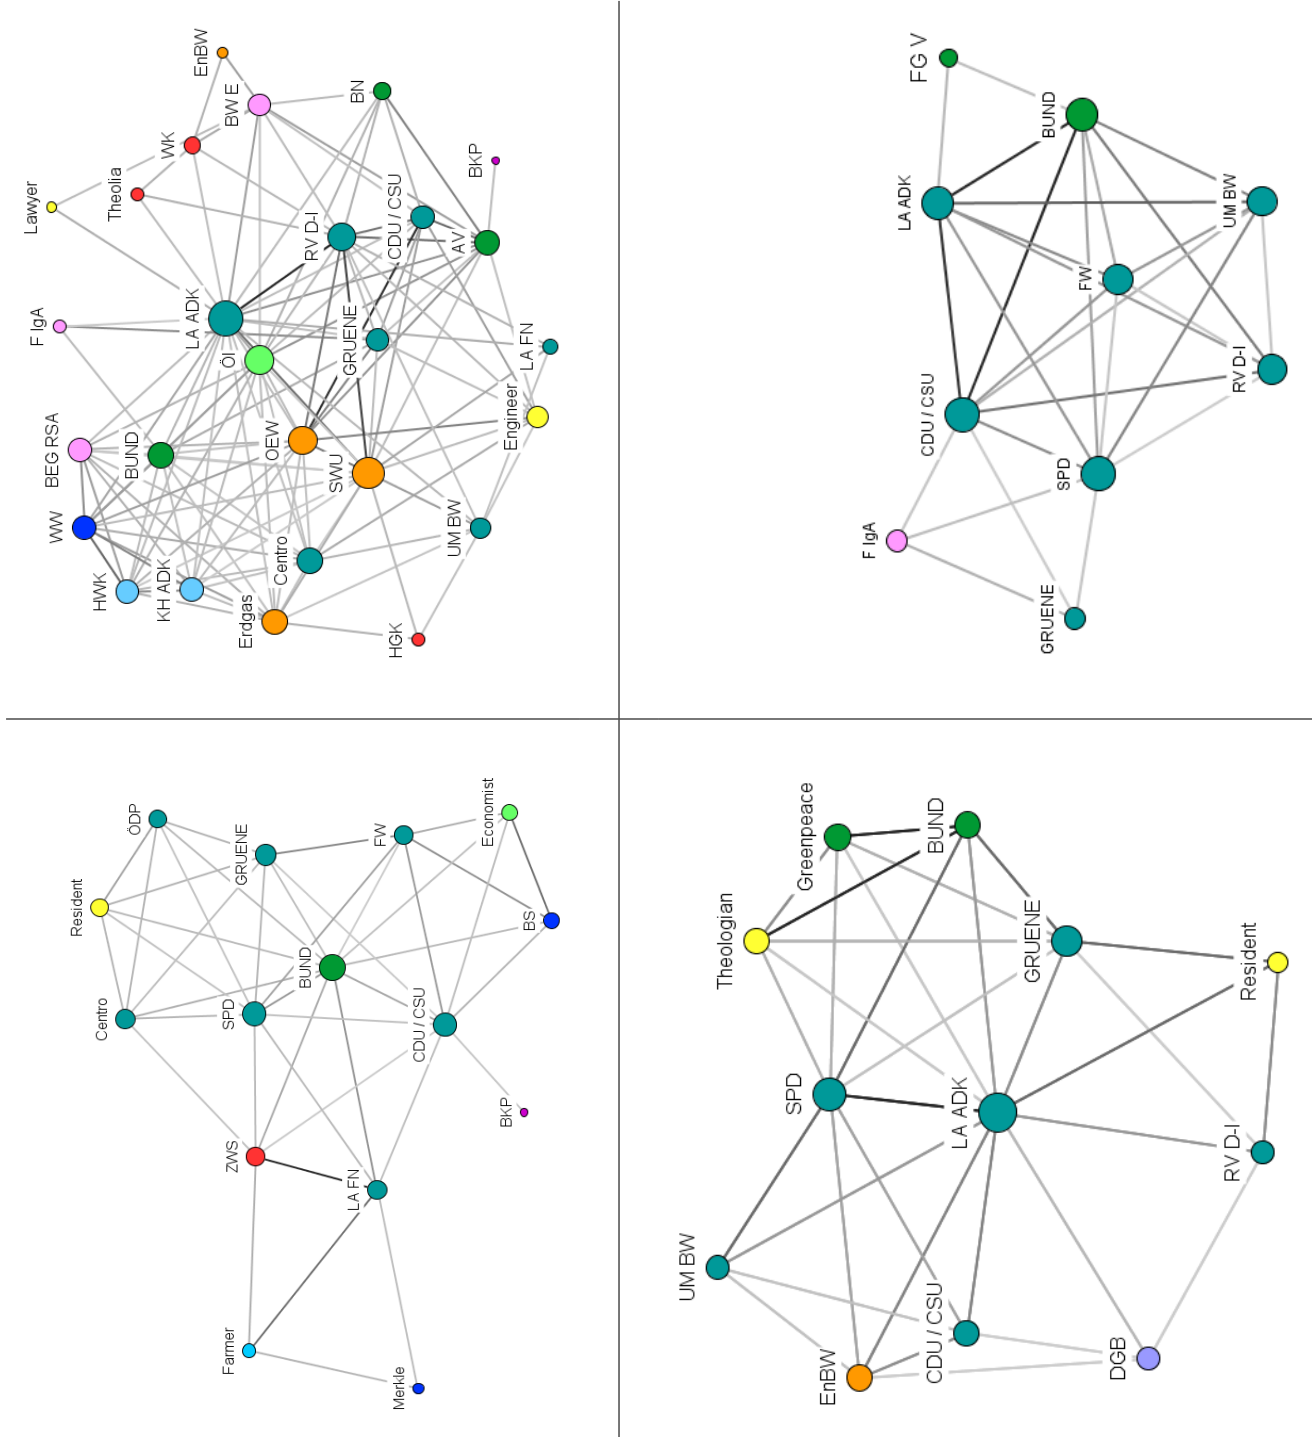 EnBW
BW E
BN
WK
Lawyer
Theolia
BKP
RV D-I
CDU / CSU
AV
F IgA
LA ADK
ÖI
GRUENE
LA FN
BEG RSA
BUND
OEW
Engineer
WW
SWU
HWK
KH ADK
Centro
UM BW
Erdgas
HGK
FG V
BUND
LA ADK
UM BW
FW
CDU / CSU
RV D-I
SPD
F IgA
GRUENE
ÖDP
GRUENE
FW
Economist
Resident
BS
BUND
Centro
SPD
CDU / CSU
BKP
ZWS
LA FN
Farmer
Merkle
Greenpeace
BUND
Theologian
GRUENE
Resident
SPD
LA ADK
RV D-I
UM BW
CDU / CSU
EnBW
DGB